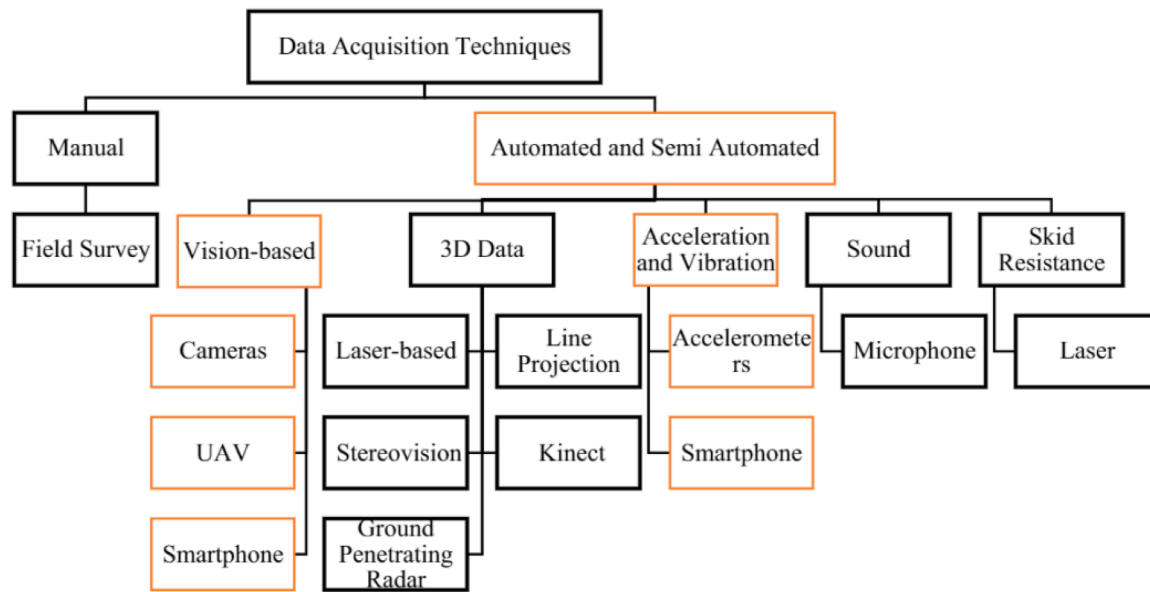 Data Acquisition Techniques
Manual
Automated and Semi Automated
Field Survey
Vision-based
3D Data
Acceleration
and Vibration
Sound
Skid
Resistance
Cameras
Laser-based
Line
Projection
Acceleromete
rs
Microphone
Laser
UAV
Stereovision
Kinect
Smartphone
Smartphone
Ground
Penetrating
Radar